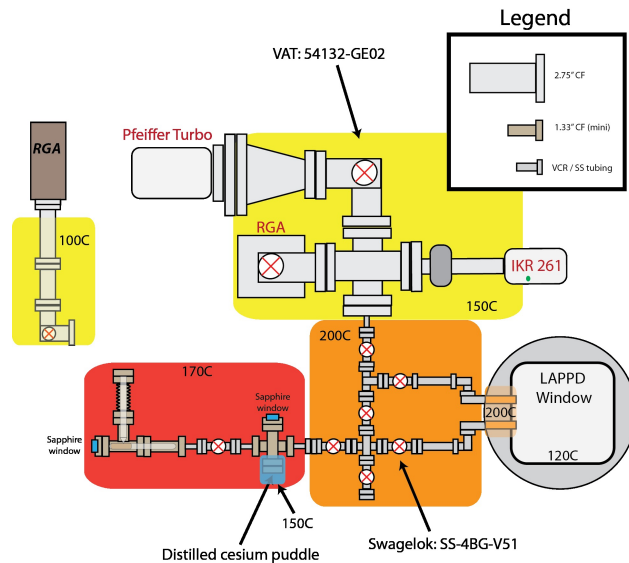 Legend
2.75" CF
1.33" CF (mini)
VCR / SS tubing
VAT: 54132-GE02
Pfeiffer Turbo
RGA
100C
RGA
IKR 261
150C
200C
170C
Sapphire
window
Sapphire
window
LAPPD
Window
200C
120C
150C
Distilled cesium puddle
Swagelok: SS-4BG-V51